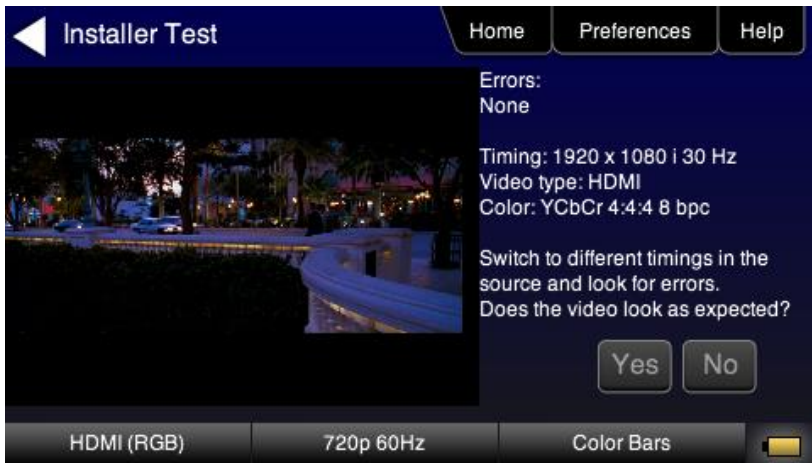 Installer Test
Home
Preferences
Help
Errors:
None
Timing: 1920 x 1080 i 30 Hz
Video type: HDMI
Color: YCbCr 4:4:4 8 bpc
Switch to different timings in the
source and look for errors.
Does the video look as expected?
Yes
No
HDMI (RGB)
720p 60Hz
Color Bars